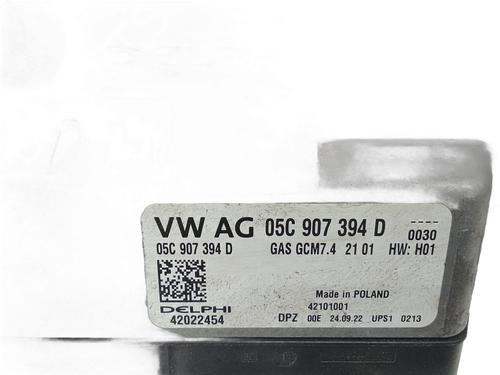 VW AG 05C 907 394 D ----
0030
05C 907 394 D GAS GCM7.4 21 01 HW: H01
Made in POLAND
DELPHI 42101001
42022454 DPZ 00E 24.09.22 UPS1 0213